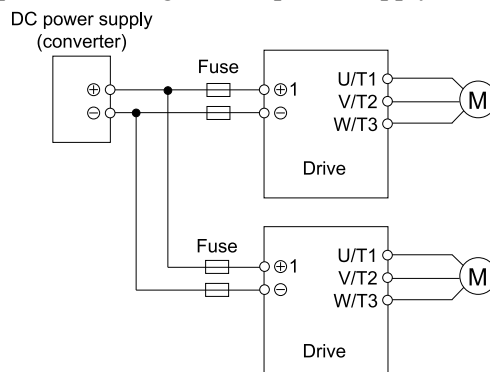 DC power supply
(converter)
Fuse
⊕
⊖
⊕1
⊖
U/T1
V/T2
W/T3
M
Drive
Fuse
⊕1
⊖
U/T1
V/T2
W/T3
M
Drive